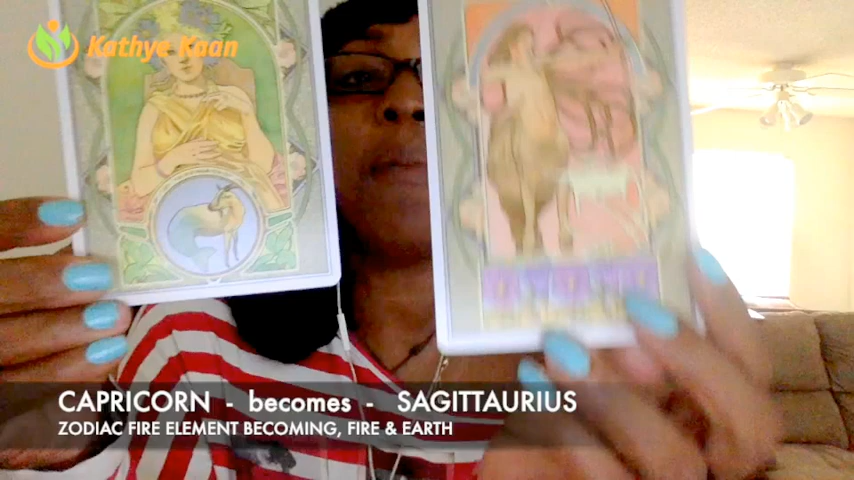 Kathye Kaan
CAPRICORN - becomes - SAGITTAURIUS
ZODIAC FIRE ELEMENT BECOMING, FIRE & EARTH